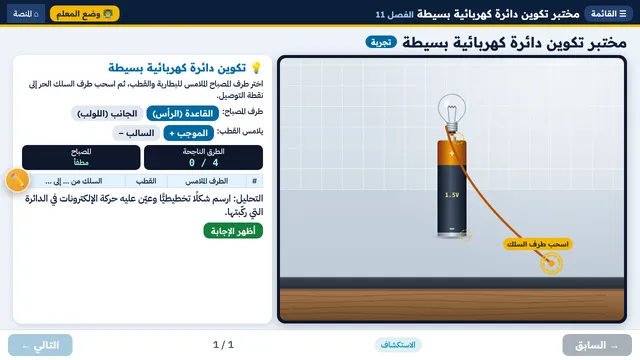 ☰ القائمة
مختبر تكوين دائرة كهربائية بسيطة الفصل 11
وضع المعلم
⌂ المنصة
مختبر تكوين دائرة كهربائية بسيطة تجربة
تكوين دائرة كهربائية بسيطة
اختر طرف المصباح الملامس للبطارية والقطب، ثم اسحب طرف السلك الحر إلى
نقطة التوصيل.
طرف المصباح: القاعدة (الرأس) الجانب (اللولب)
يلامس القطب: الموجب + السالب −
الطرق الناجحة
0 / 4
المصباح
مطفأ
# الطرف الملامس القطب السلك من ... إلى ...
التحليل: ارسم شكلًا تخطيطيًّا وعيّن عليه حركة الإلكترونات في الدائرة
التي ركّبتها.
أظهر الإجابة
+
1.5V
−
اسحب طرف السلك
→ السابق
الاستكشاف
1 / 1
التالي ←